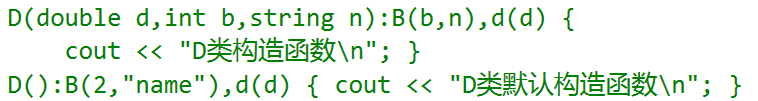 D(double d,int b,string n):B(b,n),d(d) {
    cout << "D类构造函数\n"; }
D():B(2,"name"),d(d) { cout << "D类默认构造函数\n"; }